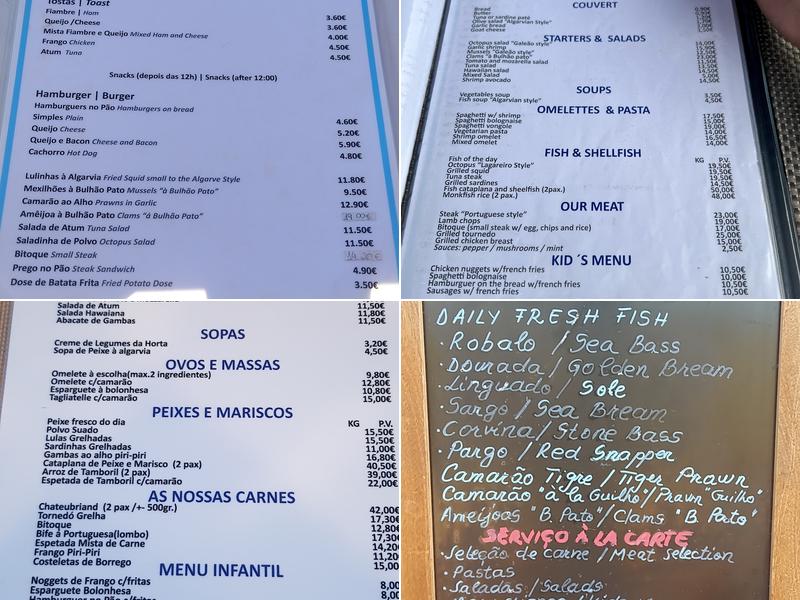 Tostas | Toast
Fiambre | Ham 3.60€
Queijo /Cheese 3.60€
Mista Fiambre e Queijo Mixed Ham and Cheese 4.00€
Frango Chicken 4.50€
Atum Tuna 4.50€
Snacks (depois das 12h) | Snacks (after 12:00)
Hamburger | Burger
Hamburguers no Pão Hamburgers on bread
Simples Plain 4.60€
Queijo Cheese 5.20€
Queijo e Bacon Cheese and Bacon 5.90€
Cachorro Hot Dog 4.80€
Lulinhas à Algarvia Fried Squid small to the Algarve Style 11.80€
Mexilhões à Bulhão Pato Mussels "à Bulhão Pato" 9.50€
Camarão ao Alho Prawns in Garlic 12.90€
Amêijoa à Bulhão Pato Clams "à Bulhão Pato" 19.00€
Salada de Atum Tuna Salad 11.50€
Saladinha de Polvo Octopus Salad 11.50€
Bitoque Small Steak 14.20€
Prego no Pão Steak Sandwich 4.90€
Dose de Batata Frita Fried Potato Dose 3.50€
COUVERT
Bread
Butter
Tuna or sardine paté
Olive salad "Algarvian Style"
Garlic bread
Goat cheese
STARTERS & SALADS
Octopus salad "Galeão style" 14,00€
Garlic shrimp
Mussels "Galeão style"
Clams "À bulhão pato"
Tomato and mozarella salad
Tuna salad
Hawaiian salad 14,50€
Mixed Salad 5,00€
Shrimp avocado 14,50€
SOUPS
Vegetables soup 3,50€
Fish soup "Algarvian style" 4,50€
OMELETTES & PASTA
Spaghetti w/ shrimp 17,50€
Spaghetti bolognaise 15,00€
Spaghetti vongole 19,00€
Vegetarian pasta 14,00€
Shrimp omelet 16,50€
Mixed omelet 14,00€
FISH & SHELLFISH
Fish of the day KG P.V.
Octopus "Lagareiro Style" 19,50€
Grilled squid 19,50€
Tuna steak 19,50€
Grilled sardines 14,50€
Fish cataplana and sheelfish (2pax.) 50,00€
Monkfish rice (2 pax.) 48,00€
OUR MEAT
Steak "Portuguese style" 23,00€
Lamb chops 19,00€
Bitoque (small steak w/ egg, chips and rice) 17,00€
Grilled tournedo 25,00€
Grilled chicken breast 15,00€
Sauces: pepper / mushrooms / mint 2,50€
KID ´S MENU
Chicken nuggets w/french fries 10,50€
Spaghetti bolognaise 10,00€
Hamburguer on the bread w/french fries 10,50€
Sausages w/ french fries 10,50€
Salada de Atum 11,50€
Salada Hawaiana 11,80€
Abacate de Gambas 11,50€
SOPAS
Creme de Legumes da Horta 3,20€
Sopa de Peixe à algarvia 4,50€
OVOS E MASSAS
Omelete à escolha(max.2 ingredientes) 9,80€
Omelete c/camarão 12,80€
Esparguete à bolonhesa 10,80€
Tagliatelle c/camarão 15,00€
PEIXES E MARISCOS
Peixe fresco do dia KG P.V.
Polvo Suado 15,50€
Lulas Grelhadas 15,50€
Sardinhas Grelhadas 11,00€
Gambas ao alho piri-piri 16,80€
Cataplana de Peixe e Marisco (2 pax) 40,50€
Arroz de Tamboril (2 pax) 39,00€
Espetada de Tamboril c/camarão 22,00€
AS NOSSAS CARNES
Chateubriand (2 pax /+- 500gr.) 42,00€
Tornedó Grelha 17,30€
Bitoque 12,80€
Bife à Portuguesa(lombo) 17,30€
Espetada Mista de Carne 14,20
Frango Piri-Piri 11,20
Costeletas de Borrego 15,00
MENU INFANTIL
Noggets de Frango c/fritas 8,00
Esparguete Bolonhesa 8,00
DAILY FRESH FISH
· Robalo / Sea Bass
· Dourada / Golden Bream
· Linguado / Sole
· Sargo / Sea Bream
· Corvina / Stone Bass
· Pargo / Red Snapper
Camarão Tigre / Tiger Prawn
Camarão "à la Guilho" / Prawn "Guilho"
Ameijoas "B. Pato" / Clams "B. Pato"
SERVIÇO À LA CARTE
· Seleção de Carne / Meat Selection
· Pastas
· Saladas / Salads